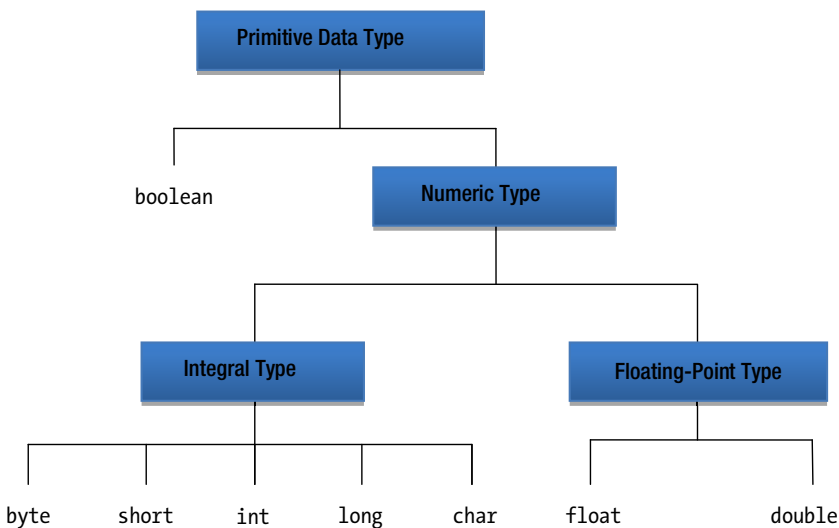 Primitive Data Type
boolean
Numeric Type
Integral Type
Floating-Point Type
byte short int long char float double